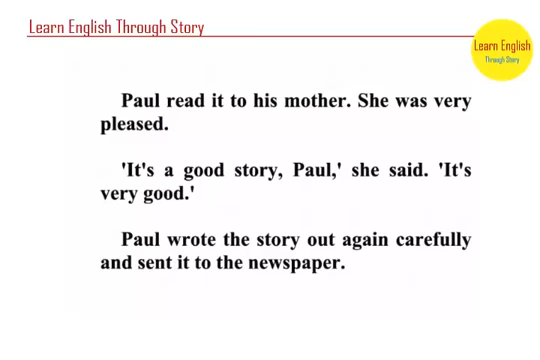 Learn English Through Story
Learn English
Through Story
Paul read it to his mother. She was very
pleased.
'It's a good story, Paul,' she said. 'It's
very good.'
Paul wrote the story out again carefully
and sent it to the newspaper.